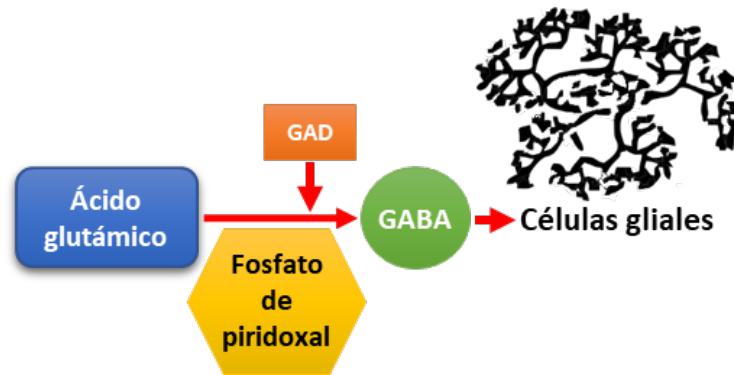 GAD
Ácido
glutámico
GABA
Células gliales
Fosfato
de
piridoxal